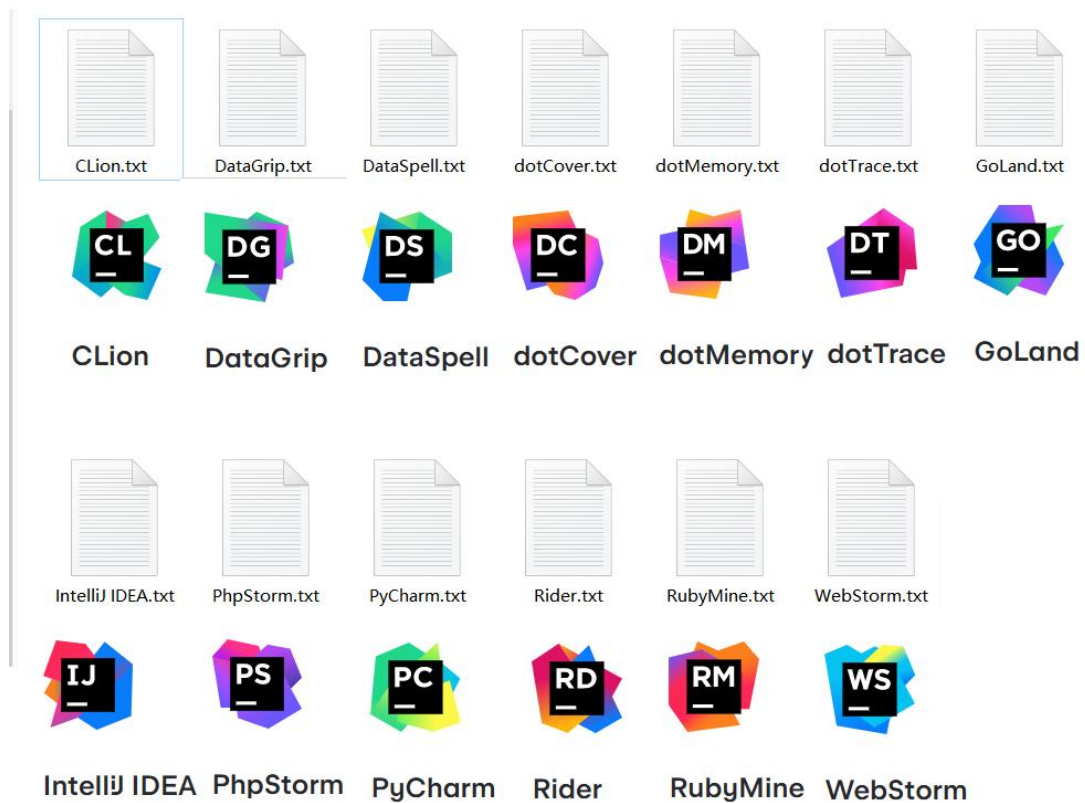 CLion.txt DataGrip.txt DataSpell.txt dotCover.txt dotMemory.txt dotTrace.txt GoLand.txt
CL DG DS DC DM DT GO
CLion DataGrip DataSpell dotCover dotMemory dotTrace GoLand
IntelliJ IDEA.txt PhpStorm.txt PyCharm.txt Rider.txt RubyMine.txt WebStorm.txt
IJ PS PC RD RM WS
IntelliJ IDEA PhpStorm PyCharm Rider RubyMine WebStorm